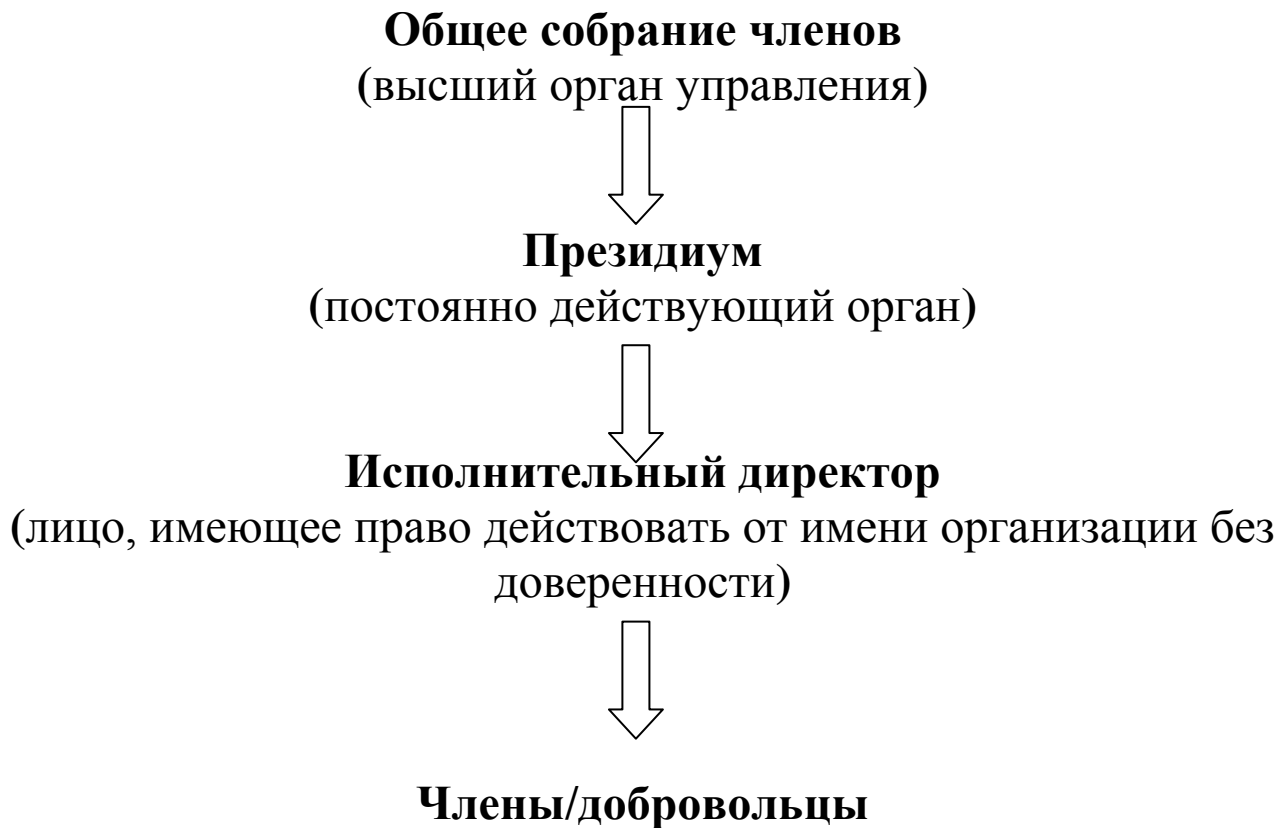 Общее собрание членов
(высший орган управления)
Президиум
(постоянно действующий орган)
Исполнительный директор
(лицо, имеющее право действовать от имени организации без
доверенности)
Члены/добровольцы